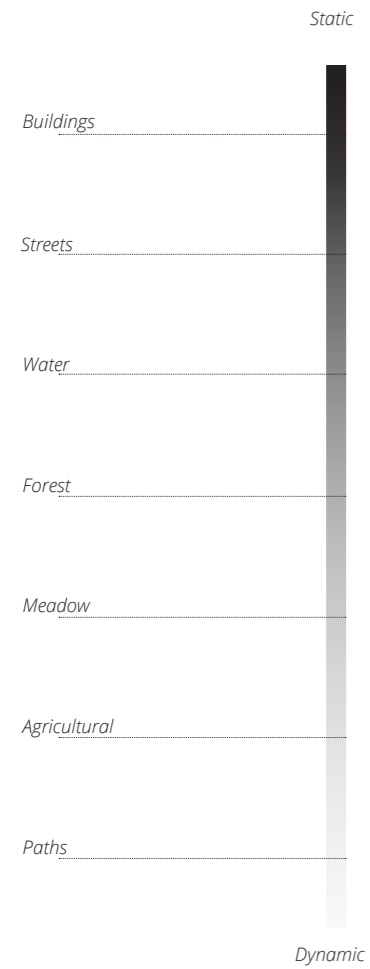 Static
Buildings
Streets
Water
Forest
Meadow
Agricultural
Paths
Dynamic